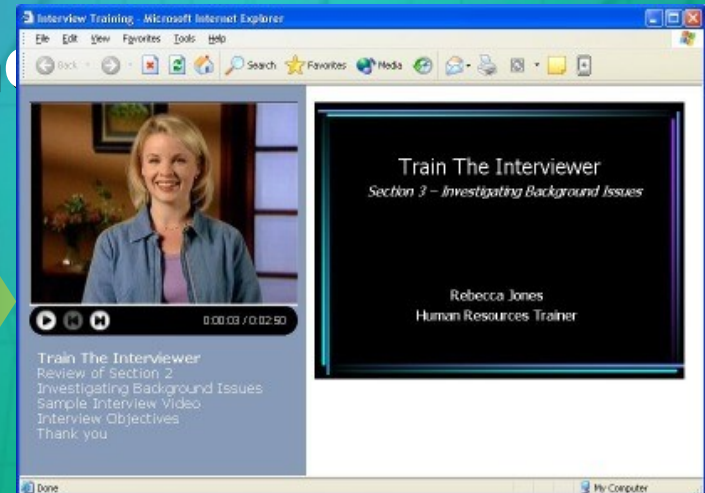 Interview Training - Microsoft Internet Explorer
File Edit View Favorites Tools Help
Back Search Favorites Media
Train The Interviewer
Section 3 – Investigating Background Issues
Rebecca Jones
Human Resources Trainer
0:00:03 / 0:02:50
Train The Interviewer
Review of Section 2
Investigating Background Issues
Sample Interview Video
Interview Objectives
Thank you
Done My Computer